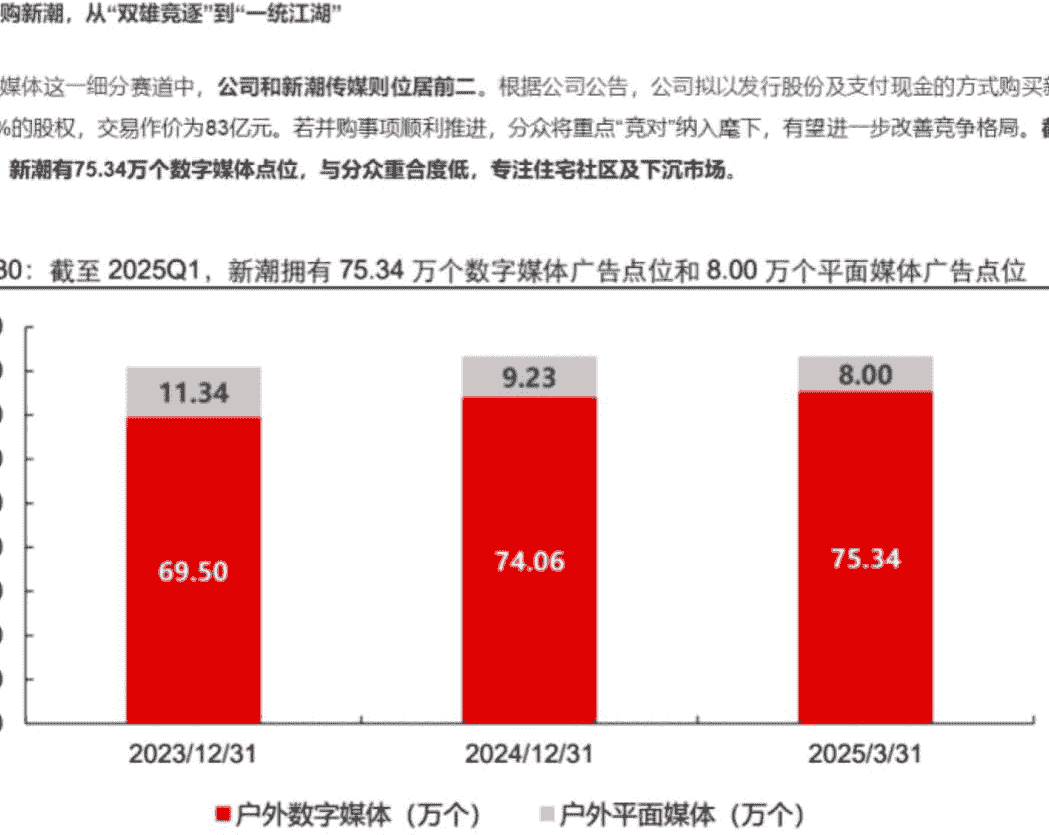 购新潮，从“双雄竞逐”到“一统江湖”
媒体这一细分赛道中，公司和新潮传媒则位居前二。根据公司公告，公司拟以发行股份及支付现金的方式购买
%的股权，交易作价为83亿元。若并购事项顺利推进，分众将重点“竞对”纳入麾下，有望进一步改善竞争格局。
新潮有75.34万个数字媒体点位，与分众重合度低，专注住宅社区及下沉市场。
30：截至 2025Q1，新潮拥有 75.34 万个数字媒体广告点位和 8.00 万个平面媒体广告点位
11.34
9.23
8.00
69.50
74.06
75.34
2023/12/31
2024/12/31
2025/3/31
户外数字媒体（万个）
户外平面媒体（万个）